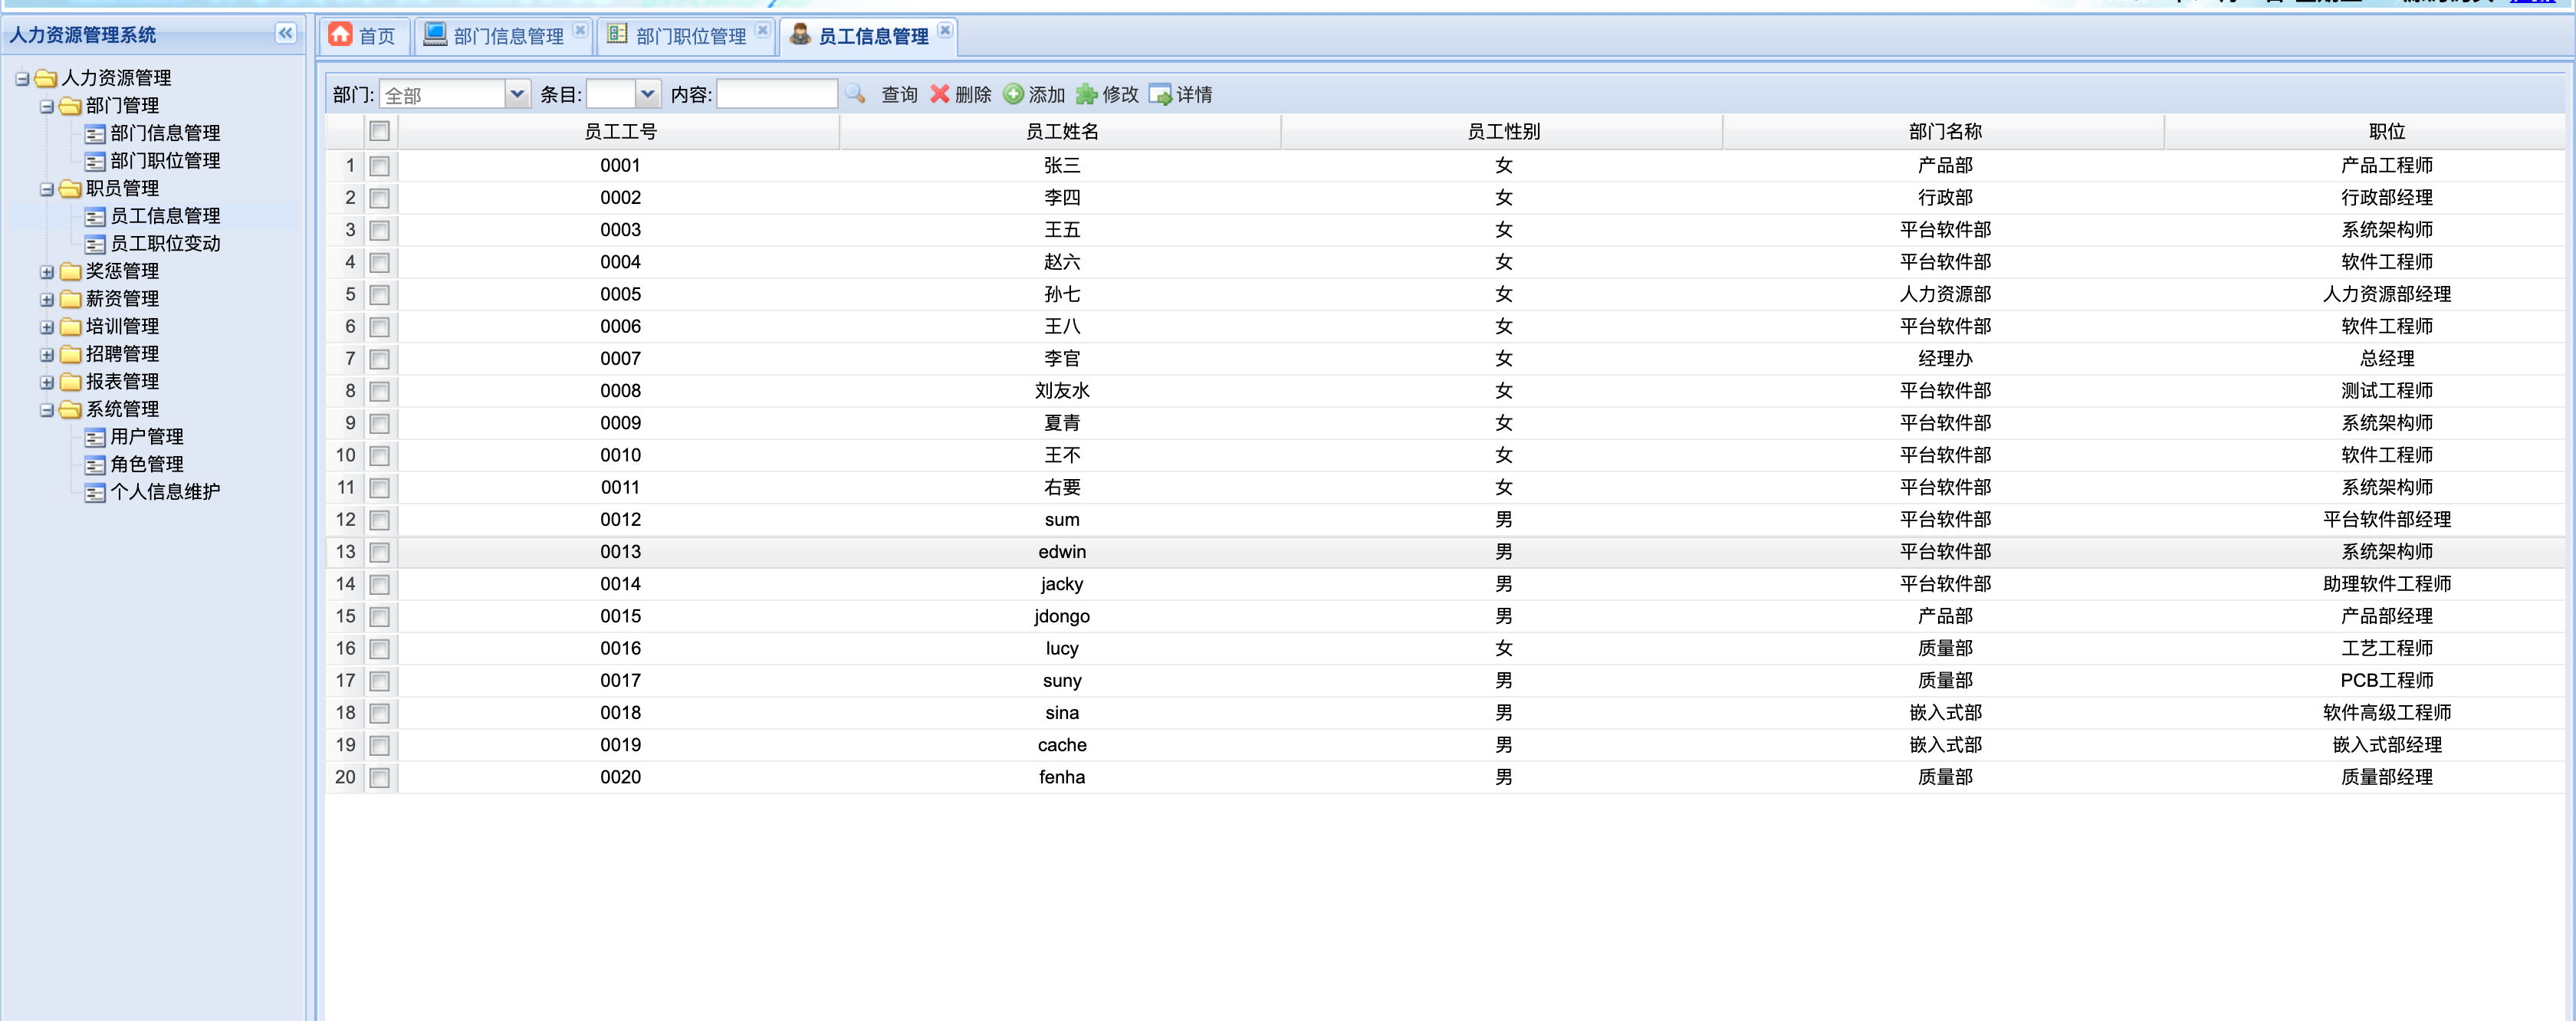 人力资源管理系统
首页 部门信息管理 部门职位管理 员工信息管理
人力资源管理
部门管理
部门信息管理
部门职位管理
职员管理
员工信息管理
员工职位变动
奖惩管理
薪资管理
培训管理
招聘管理
报表管理
系统管理
用户管理
角色管理
个人信息维护
部门: 全部 条目: 内容: 查询 删除 添加 修改 详情
员工工号 员工姓名 员工性别 部门名称 职位
1 0001 张三 女 产品部 产品工程师
2 0002 李四 女 行政部 行政部经理
3 0003 王五 女 平台软件部 系统架构师
4 0004 赵六 女 平台软件部 软件工程师
5 0005 孙七 女 人力资源部 人力资源部经理
6 0006 王八 女 平台软件部 软件工程师
7 0007 李官 女 经理办 总经理
8 0008 刘友水 女 平台软件部 测试工程师
9 0009 夏青 女 平台软件部 系统架构师
10 0010 王不 女 平台软件部 软件工程师
11 0011 右要 女 平台软件部 系统架构师
12 0012 sum 男 平台软件部 平台软件部经理
13 0013 edwin 男 平台软件部 系统架构师
14 0014 jacky 男 平台软件部 助理软件工程师
15 0015 jdongo 男 产品部 产品部经理
16 0016 lucy 女 质量部 工艺工程师
17 0017 suny 男 质量部 PCB工程师
18 0018 sina 男 嵌入式部 软件高级工程师
19 0019 cache 男 嵌入式部 嵌入式部经理
20 0020 fenha 男 质量部 质量部经理